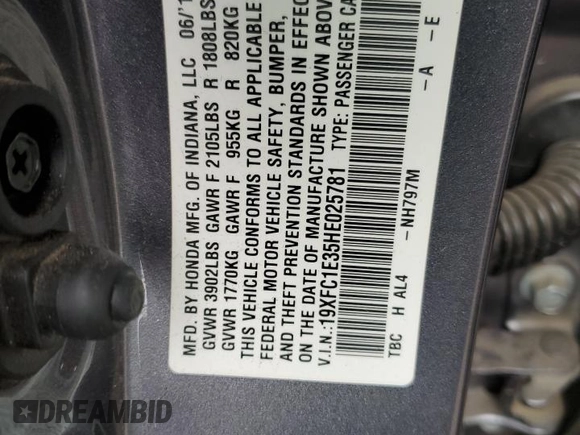 MFD. BY HONDA MFG. OF INDIANA, LLC 06/1
GVWR 3902LBS GAWR F 2105LBS R 1808LBS
GVWR 1770KG GAWR F 955KG R 820KG
THIS VEHICLE CONFORMS TO ALL APPLICABLE
FEDERAL MOTOR VEHICLE SAFETY, BUMPER,
AND THEFT PREVENTION STANDARDS IN EFFEC
ON THE DATE OF MANUFACTURE SHOWN ABOV
V.I.N.:19XFC1E35HE025781 TYPE: PASSENGER CA
TBC H AL4 -NH797M -A -E
DREAMBID